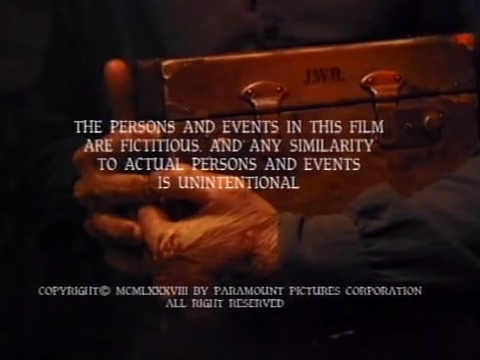 J.W.R.
THE PERSONS AND EVENTS IN THIS FILM
ARE FICTITIOUS, AND ANY SIMILARITY
TO ACTUAL PERSONS AND EVENTS
IS UNINTENTIONAL
COPYRIGHT© MCMLXXXVIII BY PARAMOUNT PICTURES CORPORATION
ALL RIGHT RESERVED